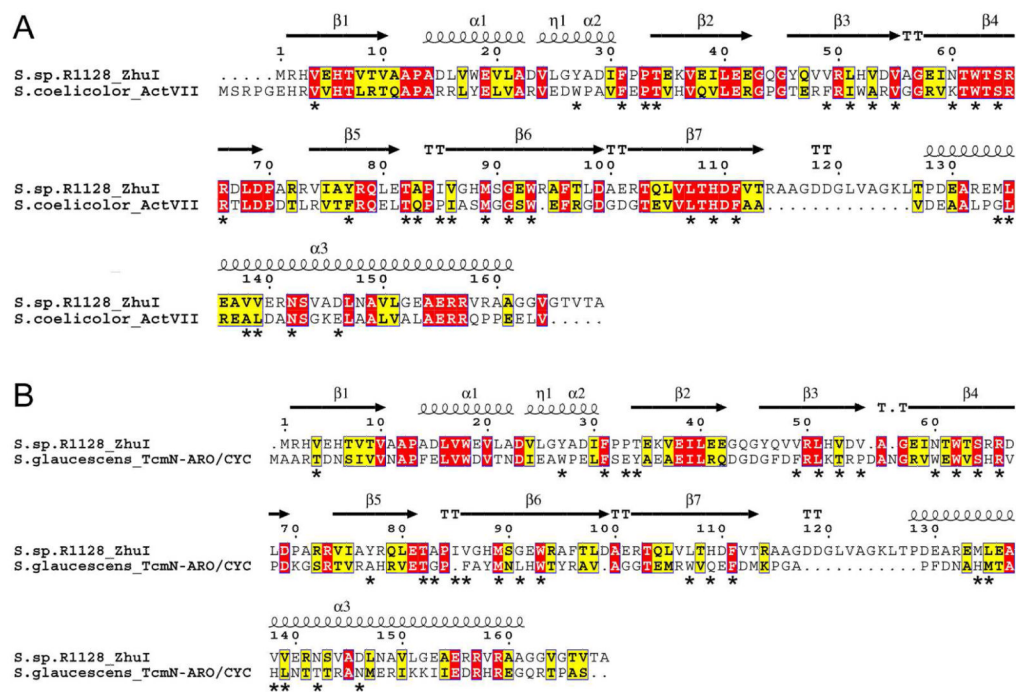 A
β1 α1 η1 α2 β2 β3 TT β4
1 10 20 30 40 50 60
S.sp.R1128_ZhuI .....MRHVEHTVTVAAPADLVWEVLADVLGYADIFPPTEKVEILEEGQGYQVVRLHVDVAGEINTWTSR
S.coelicolor_ActVII MSRPGEHRVVHTLRTQAPARRLYELVARVEDWPAVFEPTVHVQVLERGPGTERFRIWARVGGRVKTWTSR
* * * * * * * * * * * * *
β5 TT β6 TT β7 TT
70 80 90 100 110 120 130
S.sp.R1128_ZhuI RDLDPARRVIAYRQLETAPIVGHMSGEWRAFTLDAERTQLVLTHDFVTRAAGDDGLVAGKLTPDEAREML
S.coelicolor_ActVII RTLDPDTLRVTFRQELTQPPIASMGGSW.EFRGDGDGTEVVLTHDFAA..............VDEALPGL
* * * * * * * * * * * * * *
α3
140 150 160
S.sp.R1128_ZhuI EAVVERNSVADLNAVLGEAERRVRAAGGVGTVTA
S.coelicolor_ActVII REALDANSGKELAALVALAERRQPPEELV.....
* * * *
B
β1 α1 η1 α2 β2 β3 T.T β4
1 10 20 30 40 50 60
S.sp.R1128_ZhuI .MRHVEHTVTVAAPADLVWEVLADVLGYADIFPPTEKVEILEEGQGYQVVRLHVDV.A.GEINTWTSRRD
S.glaucescens_TcmN-ARO/CYC MAARTDNSIVVNAPFELVWDVTNDIEAWPELFSEYAEAEILRQDGDGFDFRLKTRPDANGRVWEWVSHRV
* * * * * * * * * * * * *
β5 TT β6 TT β7 TT
70 80 90 100 110 120 130
S.sp.R1128_ZhuI LDPARRVIAYRQLETAPIVGHMSGEWRAFTLDAERTQLVLTHDFVTRAAGDDGLVAGKLTPDEAREMLEA
S.glaucescens_TcmN-ARO/CYC PDKGSRTVRAHRVETGP.FAYMNLHWTYRAV.AGGTEMRWVQEFDMKPGA...........PFDNAHMTA
* * * * * * * * * * * * *
α3
140 150 160
S.sp.R1128_ZhuI VVERNSVADLNAVLGEAERRVRAAGGVGTVTA
S.glaucescens_TcmN-ARO/CYC HLNTTTRANMERIKKIIEDRHREGQRTPAS..
* * * *